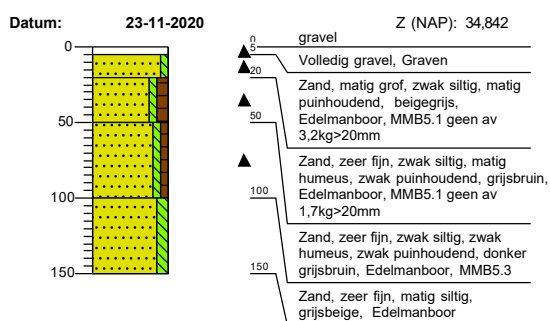 Datum: 23-11-2020 Z (NAP): 34,842
0
50
100
150
0
5
20
50
100
150
gravel
Volledig gravel, Graven
Zand, matig grof, zwak siltig, matig
puinhoudend, beigegrijs,
Edelmanboor, MMB5.1 geen av
3,2kg>20mm
Zand, zeer fijn, zwak siltig, matig
humeus, zwak puinhoudend, grijsbruin,
Edelmanboor, MMB5.1 geen av
1,7kg>20mm
Zand, zeer fijn, zwak siltig, zwak
humeus, zwak puinhoudend, donker
grijsbruin, Edelmanboor, MMB5.3
Zand, zeer fijn, matig siltig,
grijsbeige, Edelmanboor